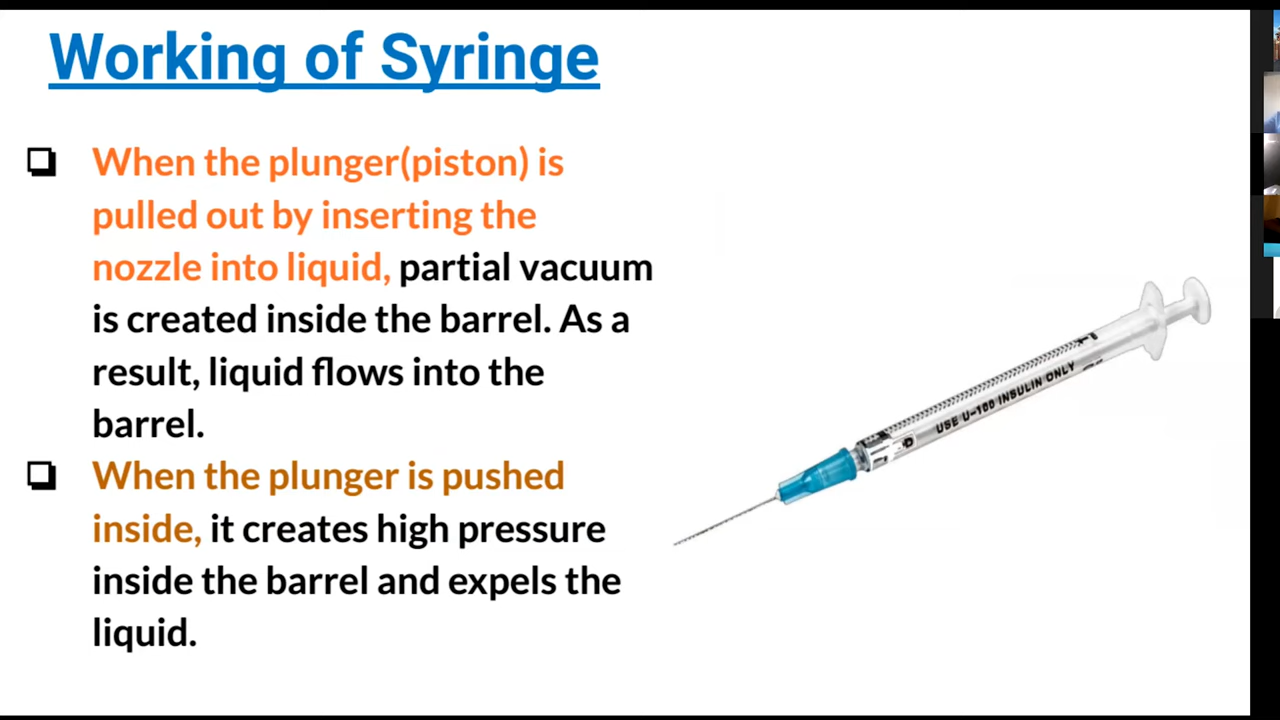 Working of Syringe
When the plunger(piston) is
pulled out by inserting the
nozzle into liquid, partial vacuum
is created inside the barrel. As a
result, liquid flows into the
barrel.
When the plunger is pushed
inside, it creates high pressure
inside the barrel and expels the
liquid.
USE U-100 INSULIN ONLY